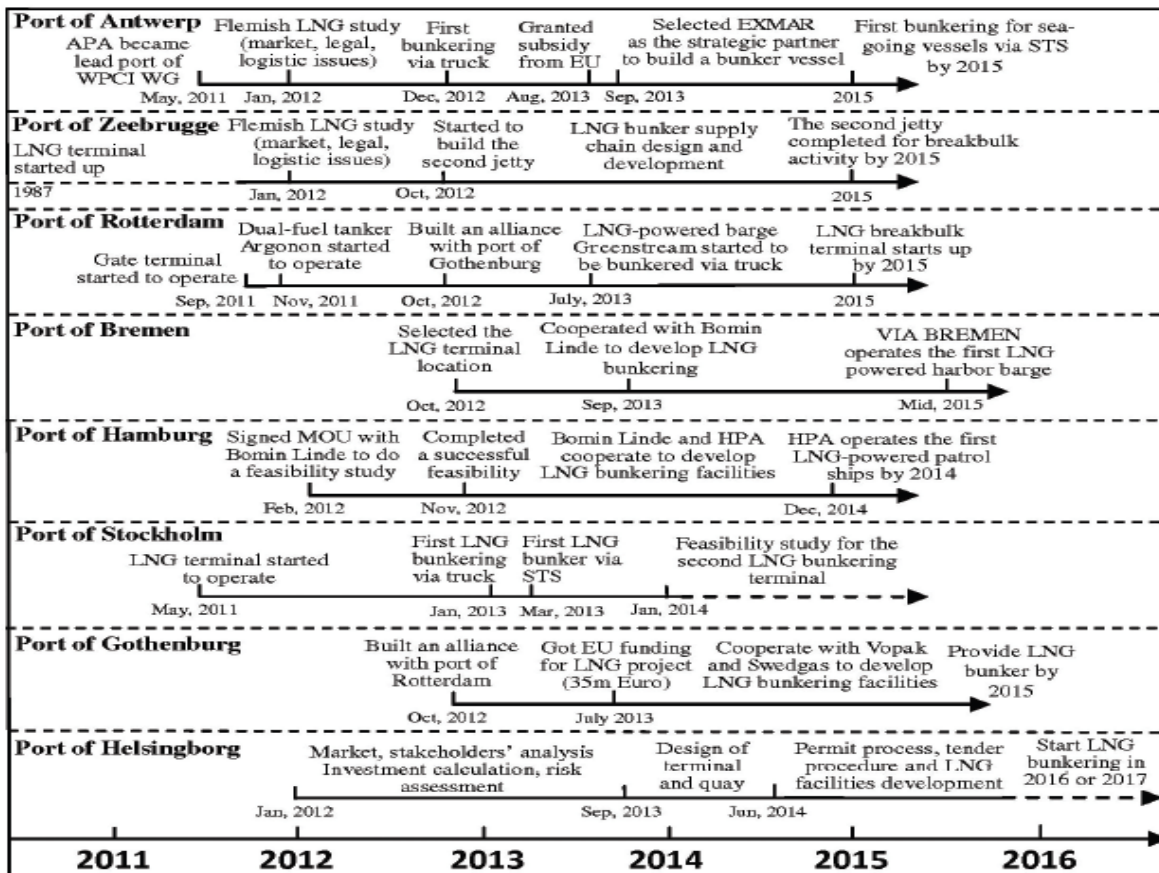 Port of Antwerp
APA became
lead port of
WPCI WG
Flemish LNG study
(market, legal,
logistic issues)
First
bunkering
via truck
Granted
subsidy
from EU
Selected EXMAR
as the strategic partner
to build a bunker vessel
First bunkering for sea-
going vessels via STS
by 2015
May, 2011
Jan, 2012
Dec, 2012
Aug, 2013
Sep, 2013
2015
Port of Zeebrugge
LNG terminal
started up
Flemish LNG study
(market, legal,
logistic issues)
Started to
build the
second jetty
LNG bunker supply
chain design and
development
The second jetty
completed for breakbulk
activity by 2015
1987
Jan, 2012
Oct, 2012
2015
Port of Rotterdam
Gate terminal
started to operate
Dual-fuel tanker
Argonon started
to operate
Built an alliance
with port of
Gothenburg
LNG-powered barge
Greenstream started to
be bunkered via truck
LNG breakbulk
terminal starts up
by 2015
Sep, 2011
Nov, 2011
Oct, 2012
July, 2013
2015
Port of Bremen
Selected the
LNG terminal
location
Cooperated with Bomin
Linde to develop LNG
bunkering
VIA BREMEN
operates the first LNG
powered harbor barge
Oct, 2012
Sep, 2013
Mid, 2015
Port of Hamburg
Signed MOU with
Bomin Linde to do
a feasibility study
Completed
a successful
feasibility
Bomin Linde and HPA
cooperate to develop
LNG bunkering facilities
HPA operates the first
LNG-powered patrol
ships by 2014
Feb, 2012
Nov, 2012
Dec, 2014
Port of Stockholm
LNG terminal started
to operate
First LNG
bunkering
via truck
First LNG
bunker via
STS
Feasibility study for the
second LNG bunkering
terminal
May, 2011
Jan, 2013
Mar, 2013
Jan, 2014
Port of Gothenburg
Built an alliance
with port of
Rotterdam
Got EU funding
for LNG project
(35m Euro)
Cooperate with Vopak
and Swedgas to develop
LNG bunkering facilities
Provide LNG
bunker by
2015
Oct, 2012
July 2013
Port of Helsingborg
Market, stakeholders' analysis
Investment calculation, risk
assessment
Design of
terminal
and quay
Permit process, tender
procedure and LNG
facilities development
Start LNG
bunkering in
2016 or 2017
Jan, 2012
Sep, 2013
Jun, 2014
2011
2012
2013
2014
2015
2016